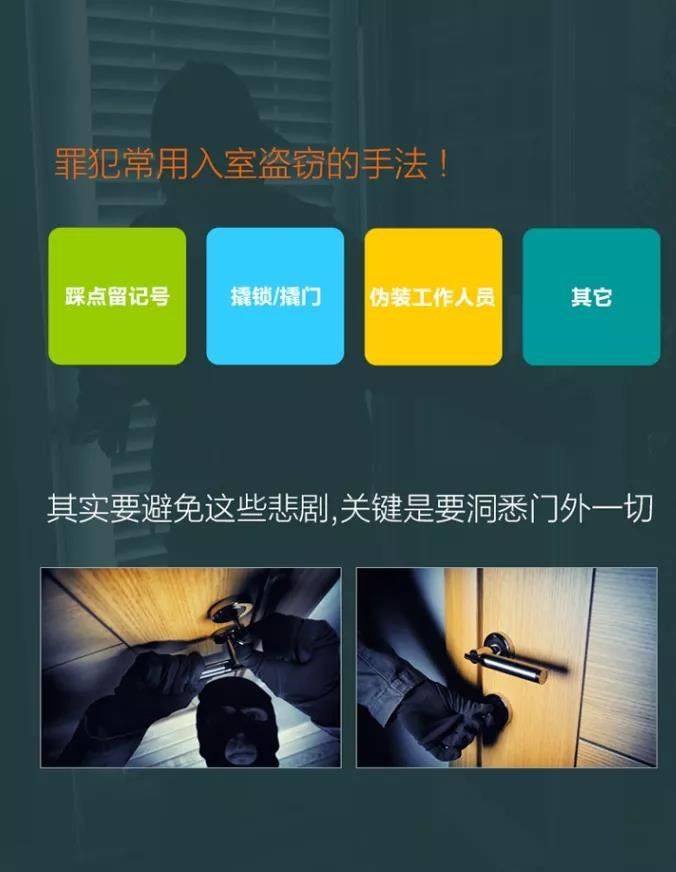 罪犯常用入室盗窃的手法！
踩点留记号
撬锁/撬门
伪装工作人员
其它
其实要避免这些悲剧,关键是要洞悉门外一切